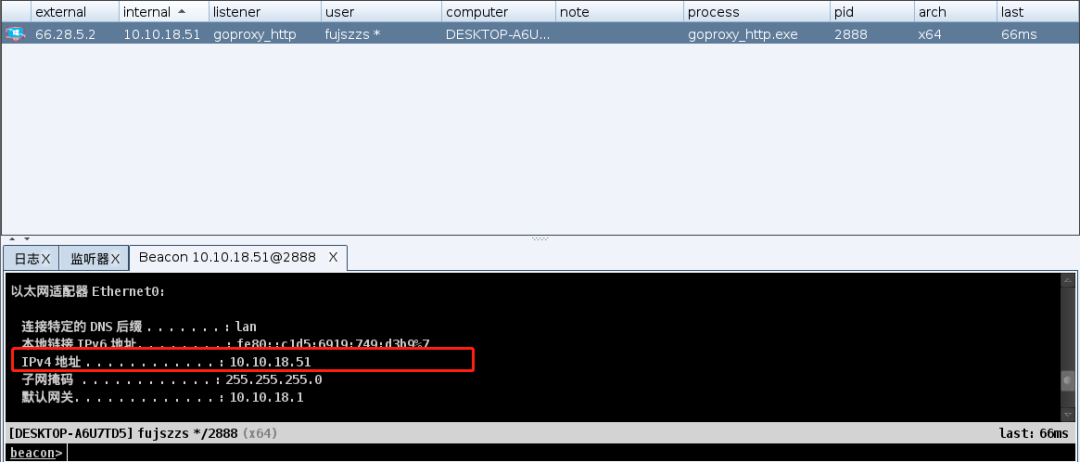 external internal listener user computer note process pid arch last
66.28.5.2 10.10.18.51 goproxy_http fujszzs * DESKTOP-A6U... goproxy_http.exe 2888 x64 66ms
日志X 监听器X Beacon 10.10.18.51@2888 X
以太网适配器 Ethernet0:
连接特定的 DNS 后缀 . . . . . . . : lan
本地链接 IPv6 地址. . . . . . . . : fe80::c1d5:6919:749:d3b9%7
IPv4 地址 . . . . . . . . . . . . : 10.10.18.51
子网掩码 . . . . . . . . . . . . : 255.255.255.0
默认网关. . . . . . . . . . . . . : 10.10.18.1
[DESKTOP-A6U7TD5] fujszzs */2888 (x64) last: 66ms
beacon>